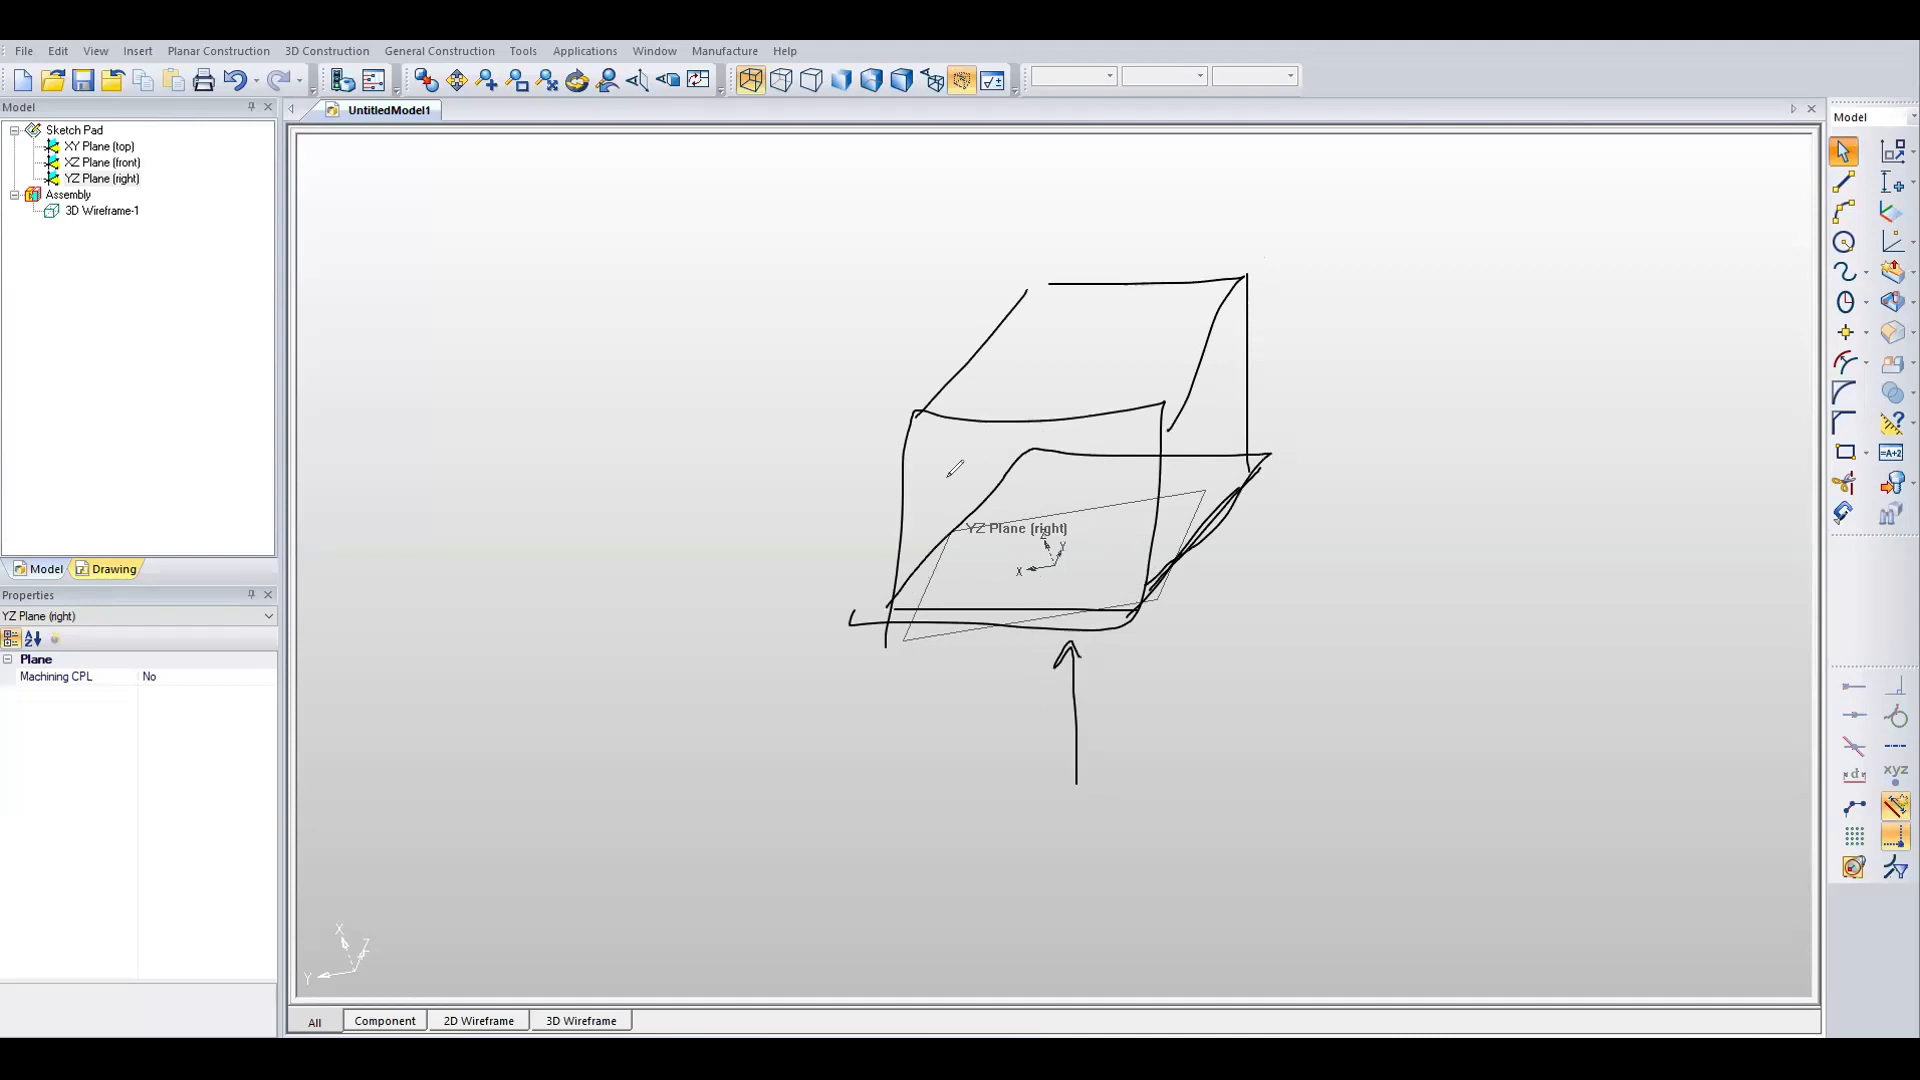 File Edit View Insert Planar Construction 3D Construction General Construction Tools Applications Window Manufacture Help
Model
UntitledModel1
Model
Sketch Pad
XY Plane (top)
XZ Plane (front)
YZ Plane (right)
Assembly
3D Wireframe-1
=A+2
YZ Plane (right)
Z
Y
X
Model Drawing
Properties
YZ Plane (right)
Plane
Machining CPL No
d xyz
X
Z
Y
All Component 2D Wireframe 3D Wireframe